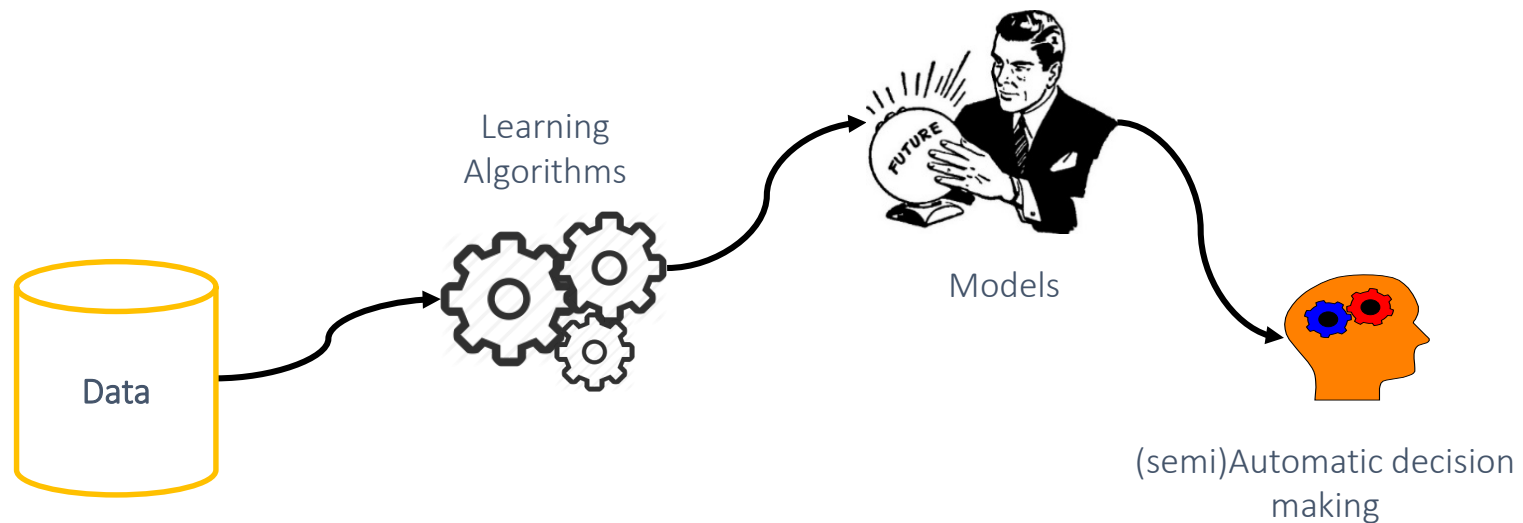 Data
Learning
Algorithms
FUTURE
Models
(semi)Automatic decision
making